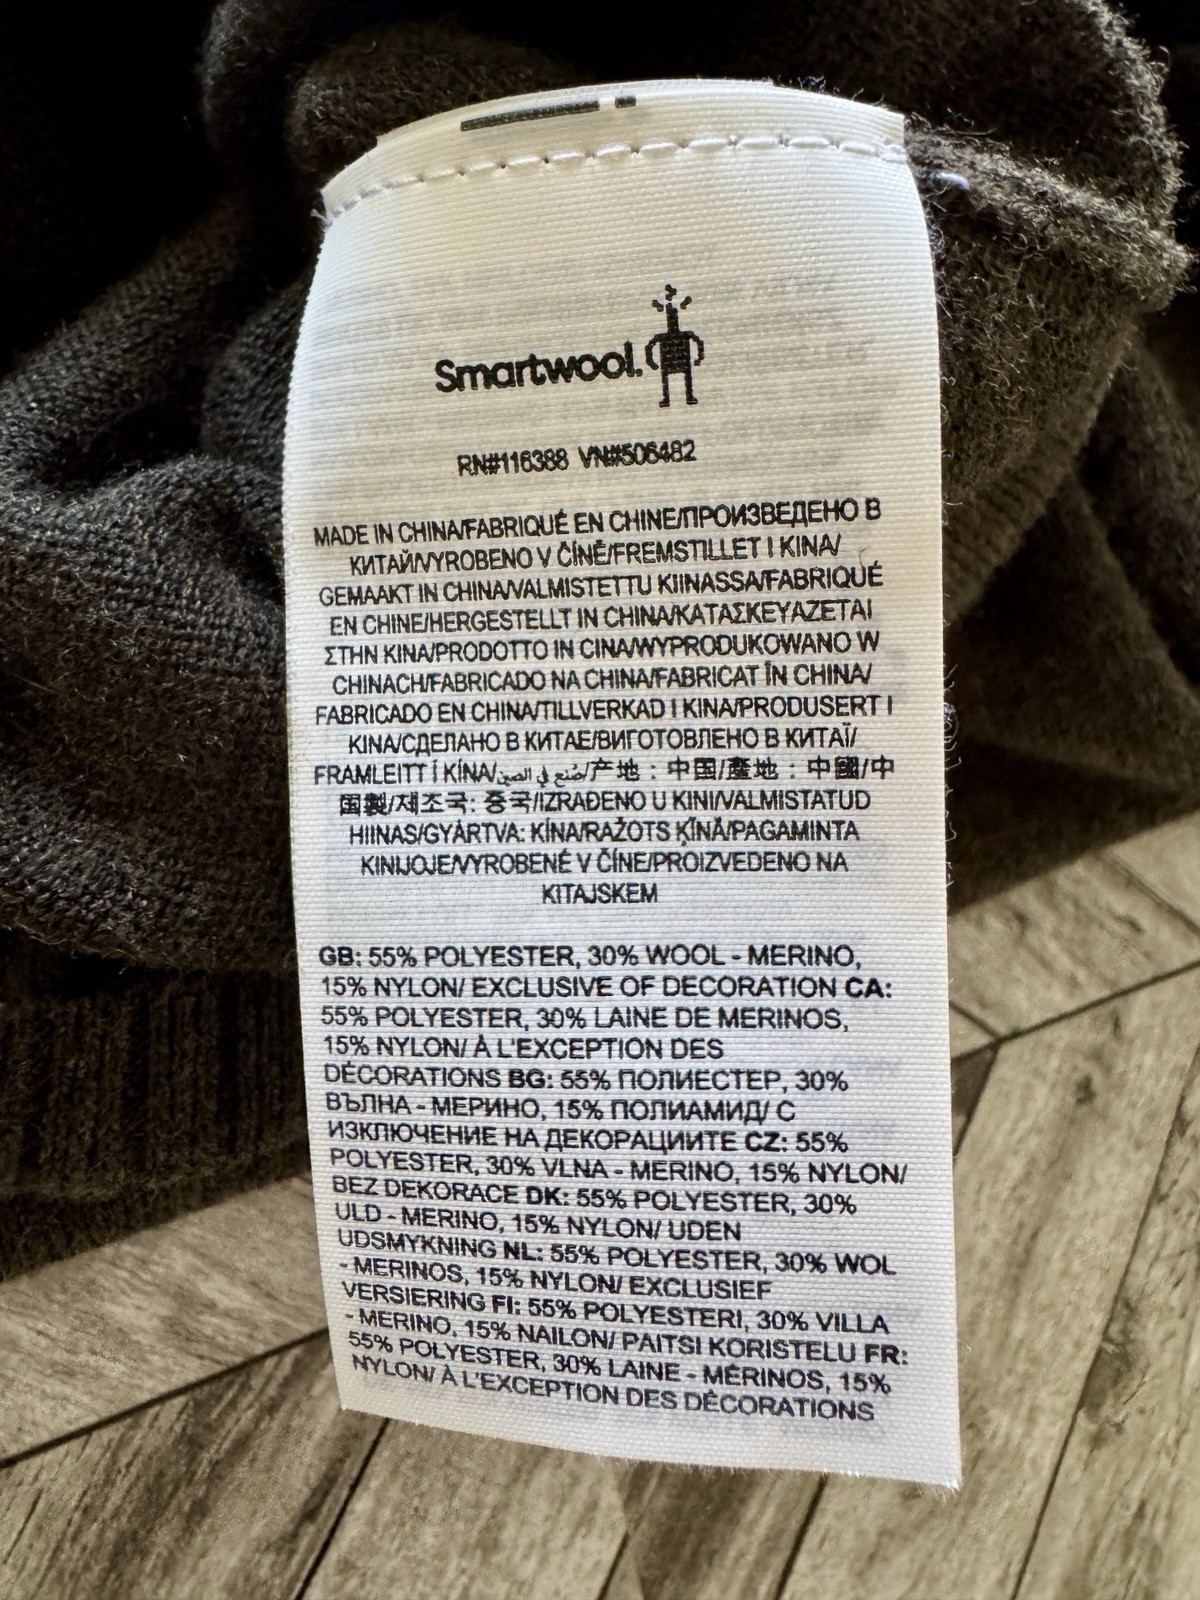 Smartwool.
RN#116388 VN#506482
MADE IN CHINA/FABRIQUÉ EN CHINE/ПРОИЗВЕДЕНО В
КИТАЙ/VYROBENO V ČÍNĚ/FREMSTILLET I KINA/
GEMAAKT IN CHINA/VALMISTETTU KIINASSA/FABRIQUÉ
EN CHINE/HERGESTELLT IN CHINA/ΚΑΤΑΣΚΕΥΑΖΕΤΑΙ
ΣΤΗΝ ΚΙΝΑ/PRODOTTO IN CINA/WYPRODUKOWANO W
CHINACH/FABRICADO NA CHINA/FABRICAT ÎN CHINA/
FABRICADO EN CHINA/TILLVERKAD I KINA/PRODUSERT I
KINA/СДЕЛАНО В КИТАЕ/ВИГОТОВЛЕНО В КИТАЇ/
FRAMLEITT Í KÍNA/صُنع في الصين/产地：中国/產地：中國/中
国製/제조국: 중국/IZRAĐENO U KINI/VALMISTATUD
HIINAS/GYÁRTVA: KÍNA/RAŽOTS ĶĪNĀ/PAGAMINTA
KINIJOJE/VYROBENÉ V ČÍNE/PROIZVEDENO NA
KITAJSKEM
GB: 55% POLYESTER, 30% WOOL - MERINO,
15% NYLON/ EXCLUSIVE OF DECORATION CA:
55% POLYESTER, 30% LAINE DE MERINOS,
15% NYLON/ À L'EXCEPTION DES
DÉCORATIONS BG: 55% ПОЛИЕСТЕР, 30%
ВЪЛНА - МЕРИНО, 15% ПОЛИАМИД/ С
ИЗКЛЮЧЕНИЕ НА ДЕКОРАЦИИТЕ CZ: 55%
POLYESTER, 30% VLNA - MERINO, 15% NYLON/
BEZ DEKORACE DK: 55% POLYESTER, 30%
ULD - MERINO, 15% NYLON/ UDEN
UDSMYKNING NL: 55% POLYESTER, 30% WOL
- MERINOS, 15% NYLON/ EXCLUSIEF
VERSIERING FI: 55% POLYESTERI, 30% VILLA
- MERINO, 15% NAILON/ PAITSI KORISTELU FR:
55% POLYESTER, 30% LAINE - MÉRINOS, 15%
NYLON/ À L'EXCEPTION DES DÉCORATIONS